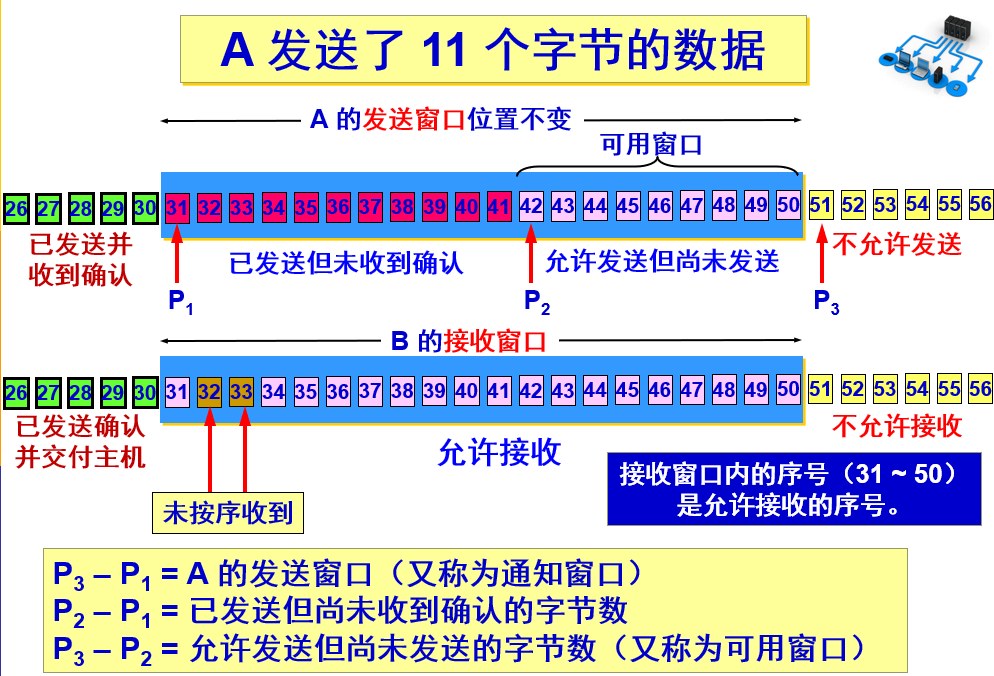 A 发送了 11 个字节的数据
A 的发送窗口位置不变
可用窗口
26 27 28 29 30 31 32 33 34 35 36 37 38 39 40 41 42 43 44 45 46 47 48 49 50 51 52 53 54 55 56
已发送并
收到确认
已发送但未收到确认
允许发送但尚未发送
不允许发送
P1 P2 P3
B 的接收窗口
26 27 28 29 30 31 32 33 34 35 36 37 38 39 40 41 42 43 44 45 46 47 48 49 50 51 52 53 54 55 56
已发送确认
并交付主机
允许接收
不允许接收
未按序收到
接收窗口内的序号（31 ~ 50）
是允许接收的序号。
P3 – P1 = A 的发送窗口（又称为通知窗口）
P2 – P1 = 已发送但尚未收到确认的字节数
P3 – P2 = 允许发送但尚未发送的字节数（又称为可用窗口）